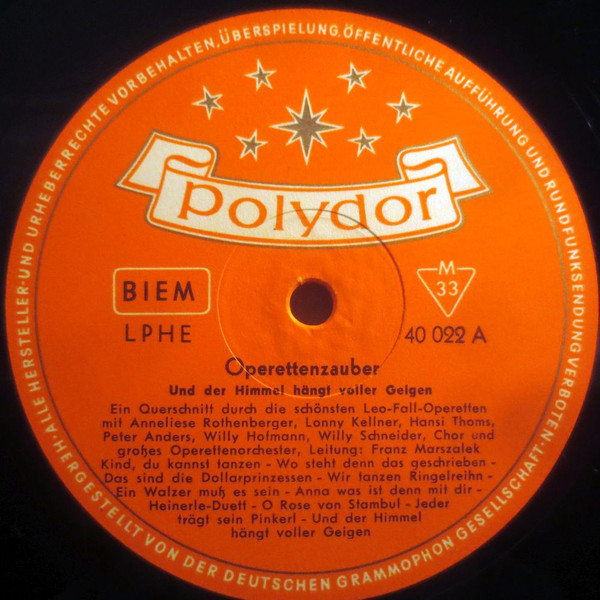 ALLE HERSTELLER- UND URHEBERRECHTE VORBEHALTEN, ÜBERSPIELUNG, ÖFFENTLICHE AUFFÜHRUNG UND RUNDFUNKSENDUNG VERBOTEN·
polydor
BIEM
LPHE
M
33
40 022 A
Operettenzauber
Und der Himmel hängt voller Geigen
Ein Querschnitt durch die schönsten Leo-Fall-Operetten
mit Anneliese Rothenberger, Lonny Kellner, Hansi Thoms,
Peter Anders, Willy Hofmann, Willy Schneider, Chor und
großes Operettenorchester, Leitung: Franz Marszalek
Kind, du kannst tanzen - Wo steht denn das geschrieben -
Das sind die Dollarprinzessen - Wir tanzen Ringelreihn -
Ein Walzer muß es sein - Anna was ist denn mit dir -
Heinerle-Duett - O Rose von Stambul - Jeder
trägt sein Pinkerl - Und der Himmel
hängt voller Geigen
HERGESTELLT VON DER DEUTSCHEN GRAMMOPHON GESELLSCHAFT·